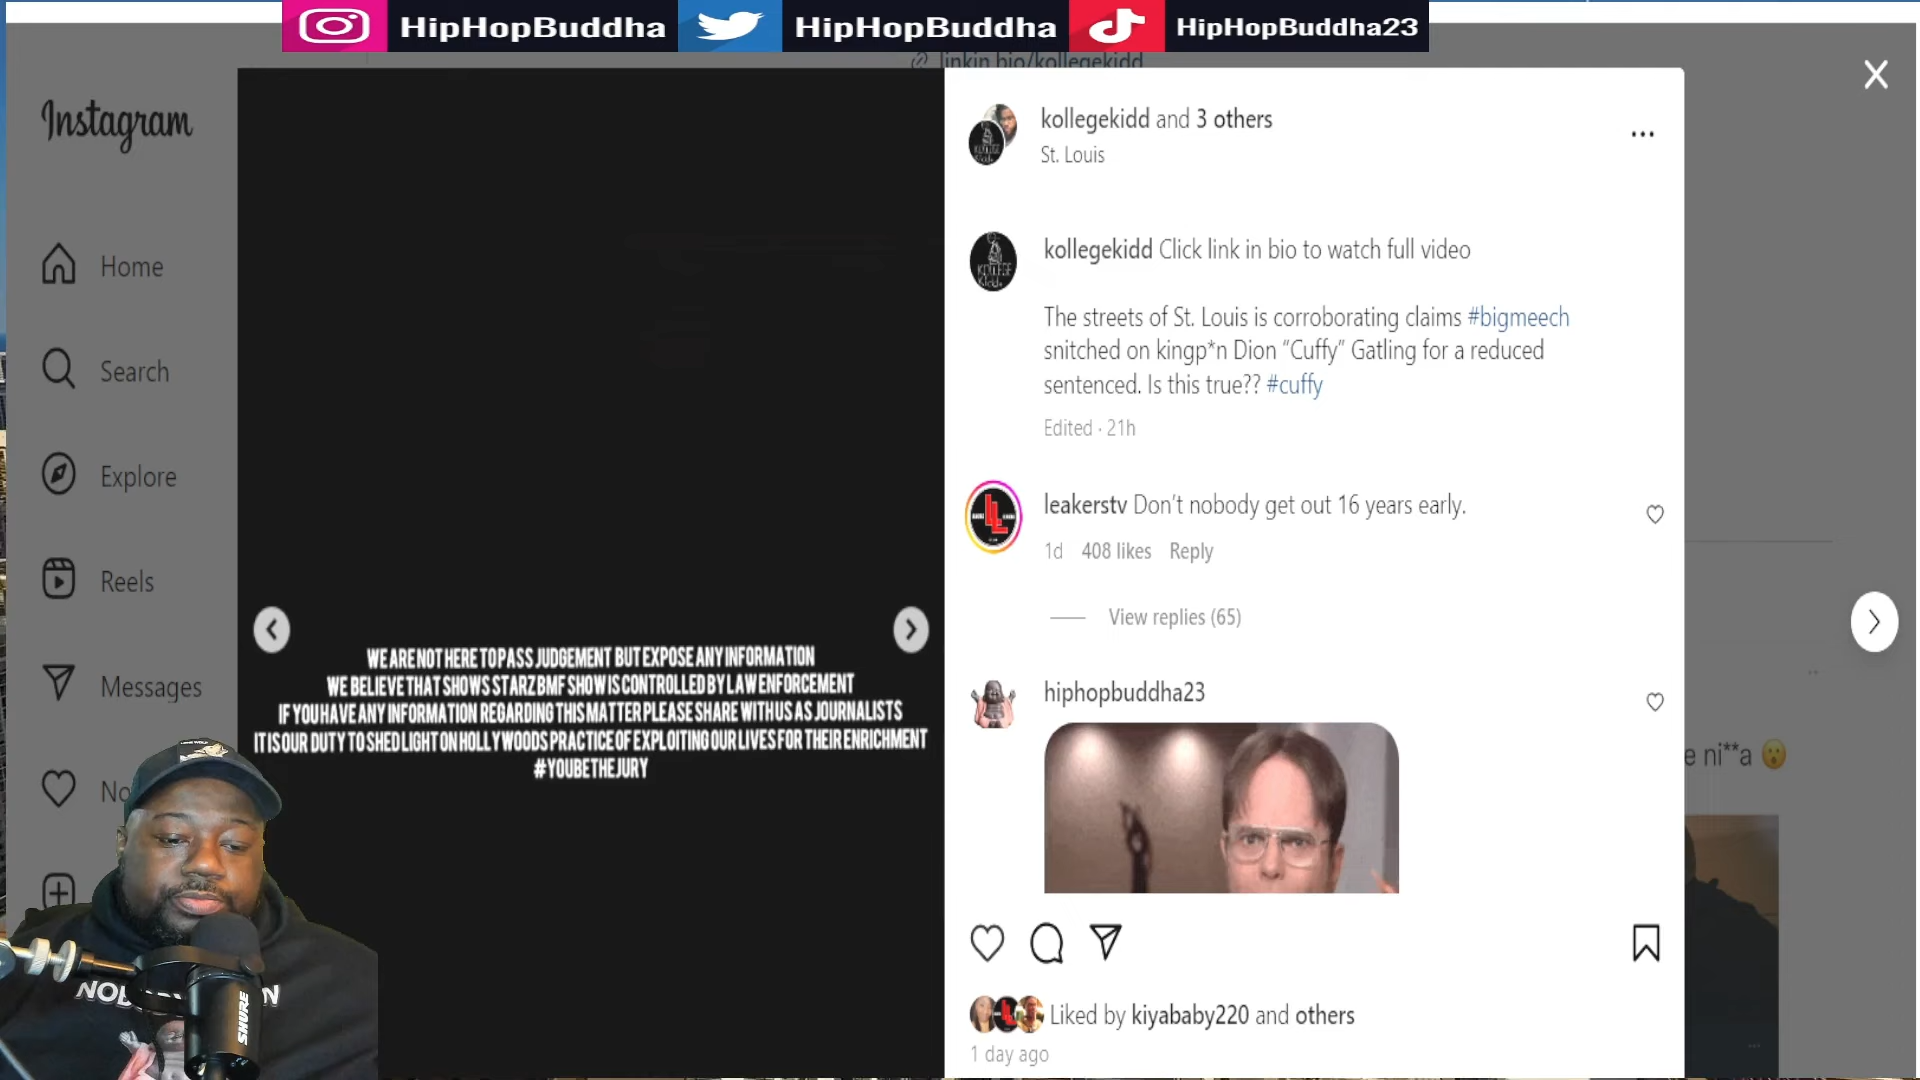 HipHopBuddha HipHopBuddha HipHopBuddha23
linkin.bio/kollegekidd
Instagram
Home
Search
Explore
Reels
Messages
WE ARE NOT HERE TO PASS JUDGEMENT BUT EXPOSE ANY INFORMATION
WE BELIEVE THAT SHOWS STARZ BMF SHOW IS CONTROLLED BY LAW ENFORCEMENT
IF YOU HAVE ANY INFORMATION REGARDING THIS MATTER PLEASE SHARE WITH US AS JOURNALISTS
IT IS OUR DUTY TO SHED LIGHT ON HOLLYWOODS PRACTICE OF EXPLOITING OUR LIVES FOR THEIR ENRICHMENT
#YOUBETHEJURY
SHURE
kollegekidd and 3 others
St. Louis
kollegekidd Click link in bio to watch full video
The streets of St. Louis is corroborating claims #bigmeech
snitched on kingp*n Dion “Cuffy” Gatling for a reduced
sentenced. Is this true?? #cuffy
Edited · 21h
leakerstv Don't nobody get out 16 years early.
1d 408 likes Reply
View replies (65)
hiphopbuddha23
e ni**a 😮
Liked by kiyababy220 and others
1 day ago